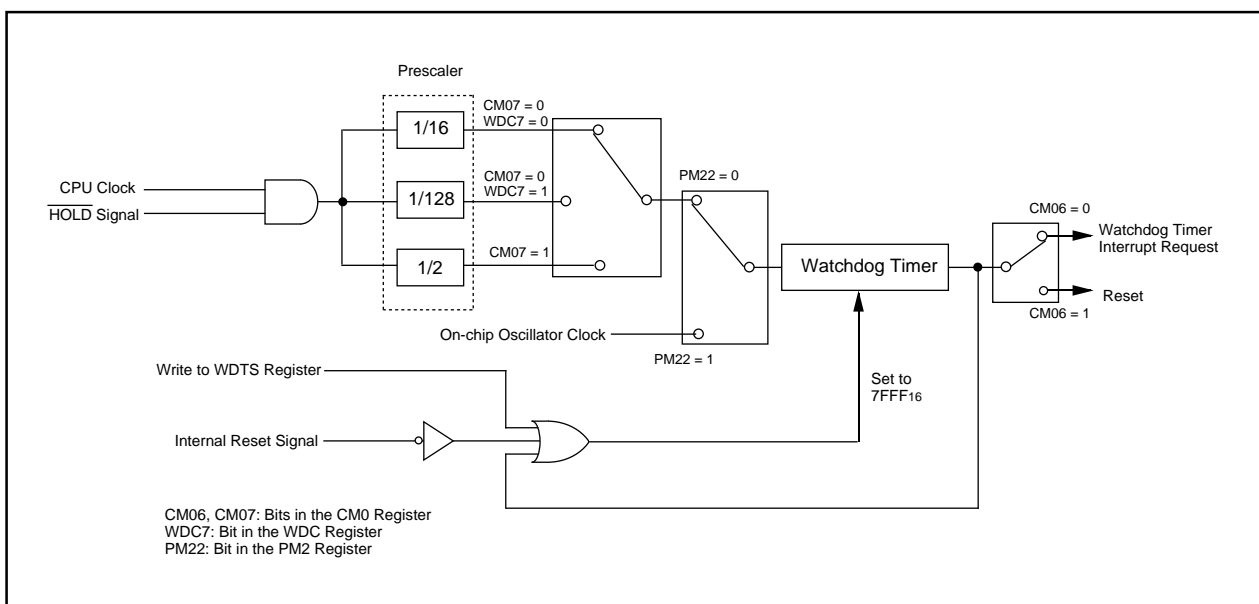 Prescaler
CM07 = 0
WDC7 = 0
1/16
CM07 = 0
WDC7 = 1
1/128
CM07 = 1
1/2
CPU Clock
HOLD Signal
PM22 = 0
On-chip Oscillator Clock
PM22 = 1
Watchdog Timer
CM06 = 0
Watchdog Timer
Interrupt Request
Reset
CM06 = 1
Write to WDTS Register
Internal Reset Signal
Set to
7FFF16
CM06, CM07: Bits in the CM0 Register
WDC7: Bit in the WDC Register
PM22: Bit in the PM2 Register